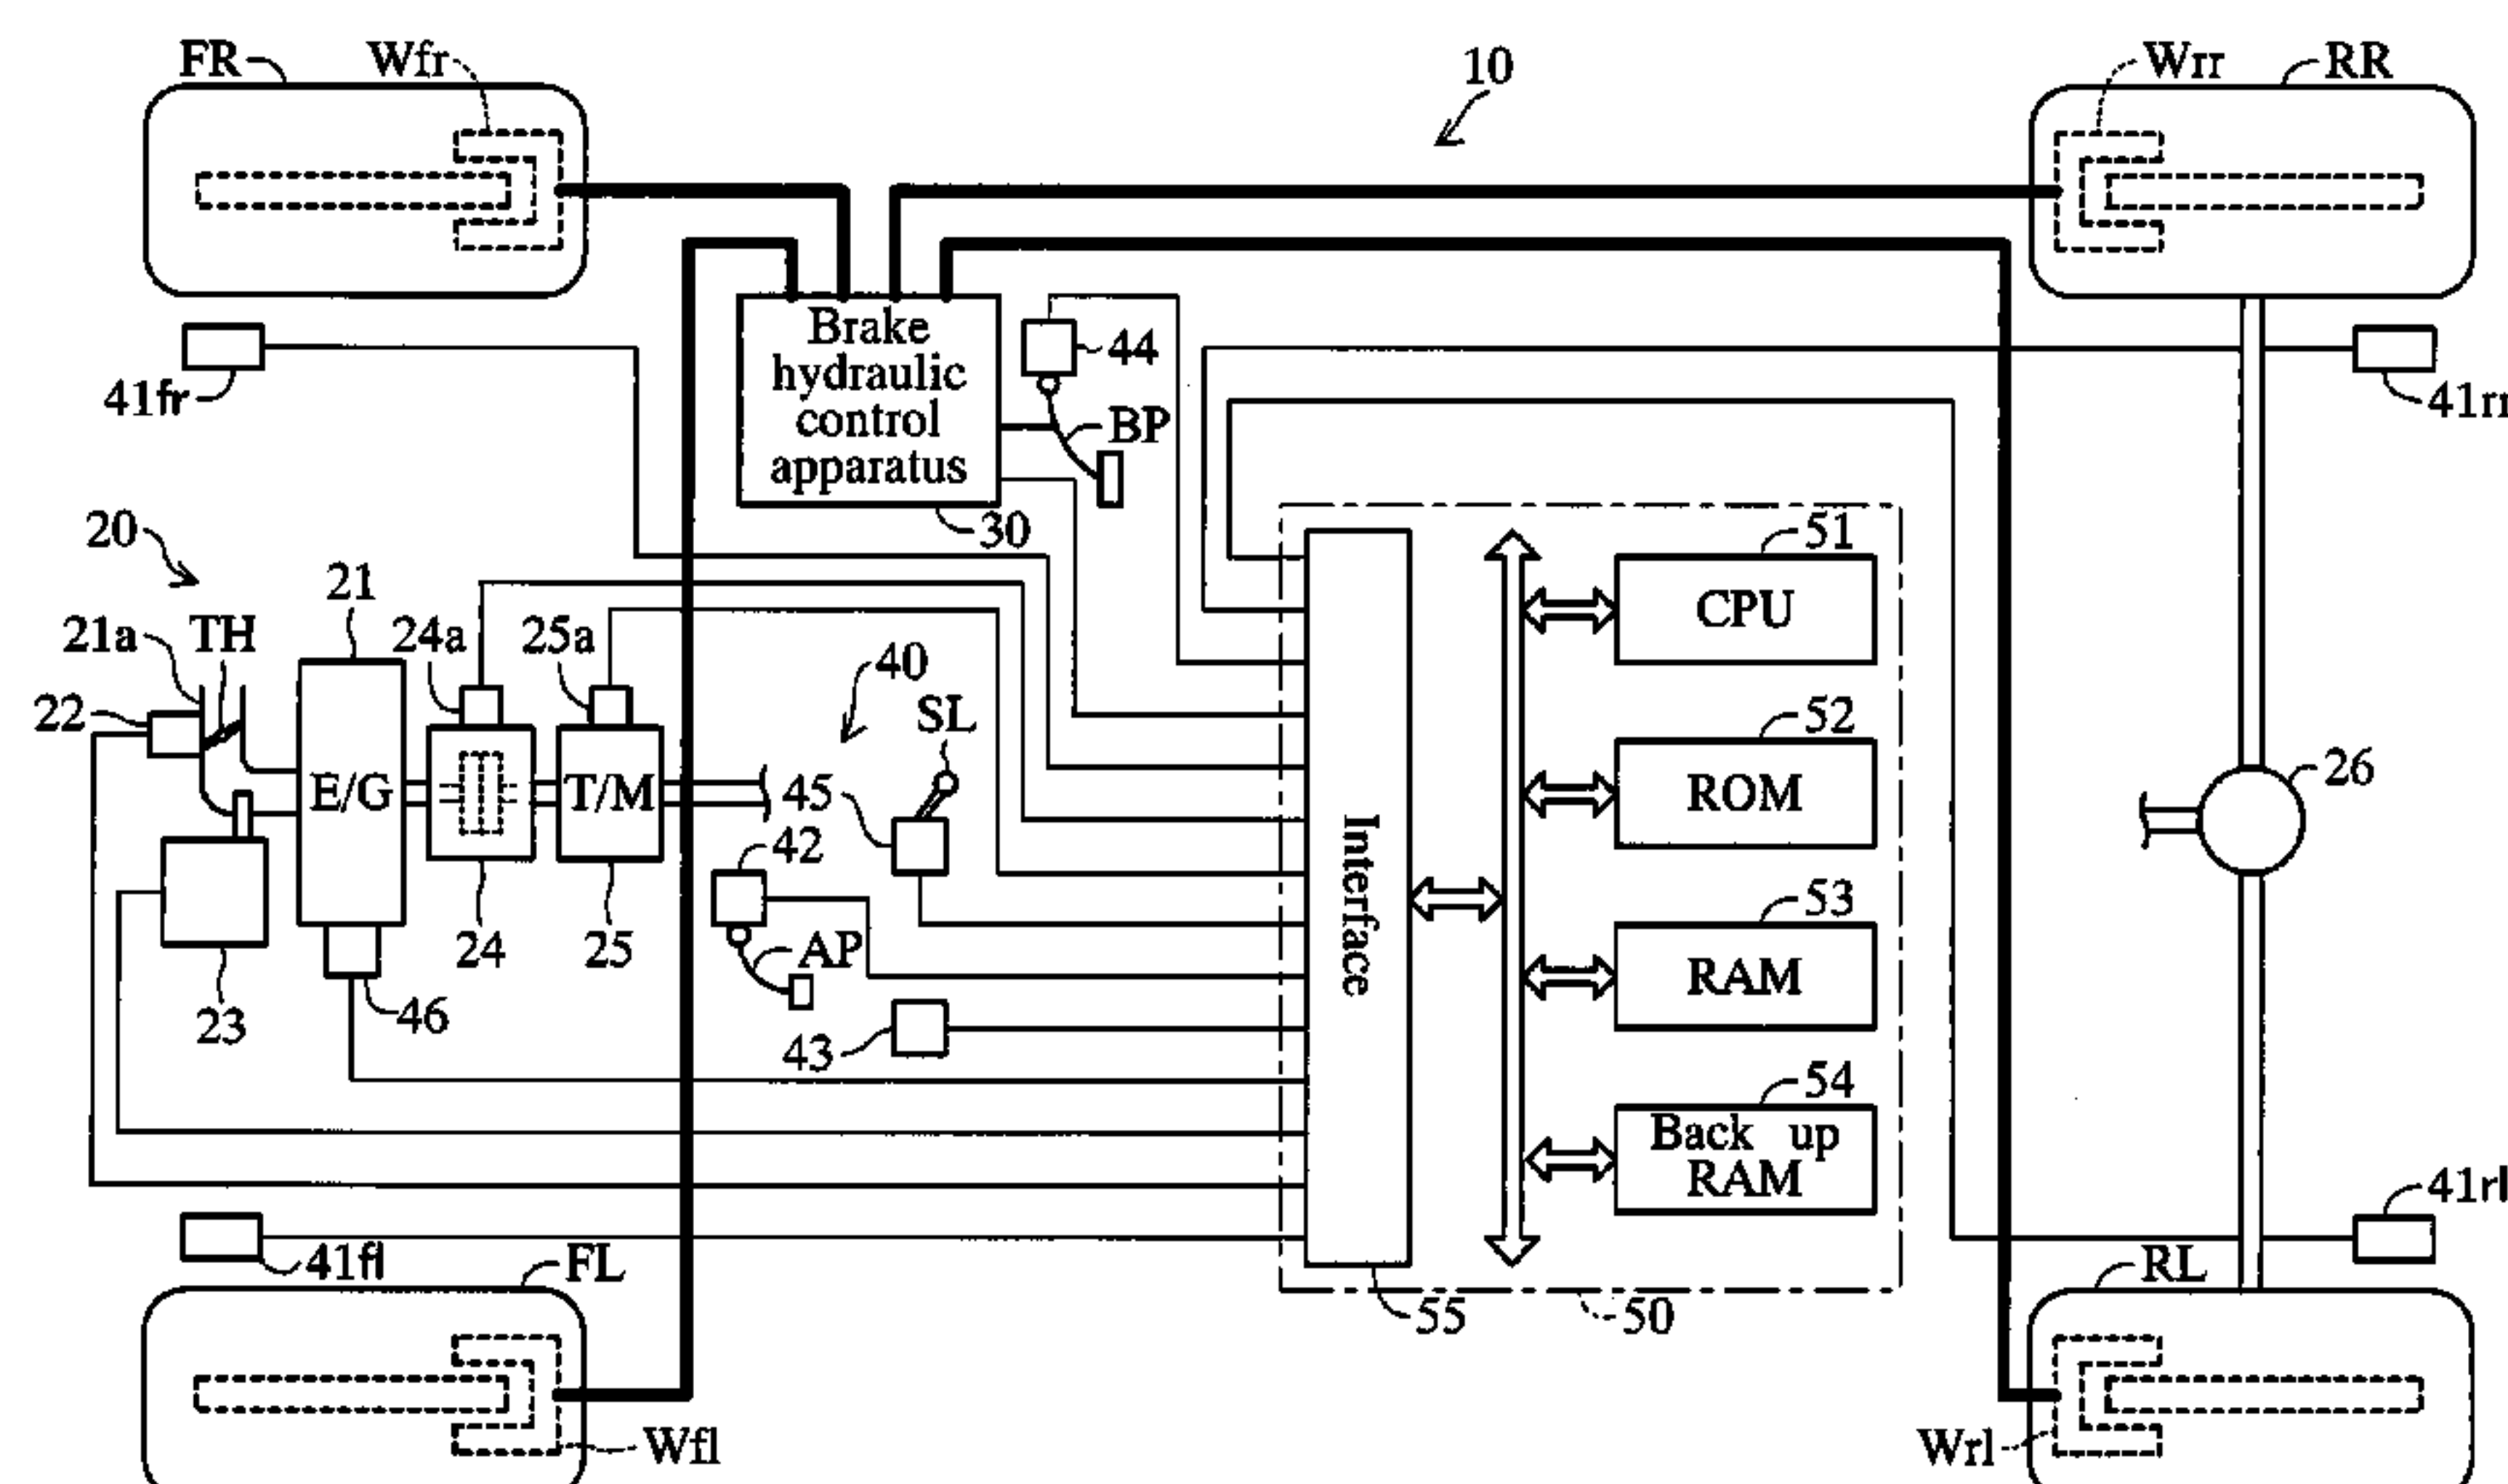 FR
Wfr
10
Wrr
RR
41fr
Brake
hydraulic
control
apparatus
44
BP
30
41rr
20
21
21a
TH
24a
25a
22
E/G
T/M
40
SL
45
42
AP
24
25
23
46
43
Interface
51
CPU
52
ROM
53
RAM
54
Back up
RAM
26
41fl
FL
55
50
41rl
RL
Wfl
Wrl